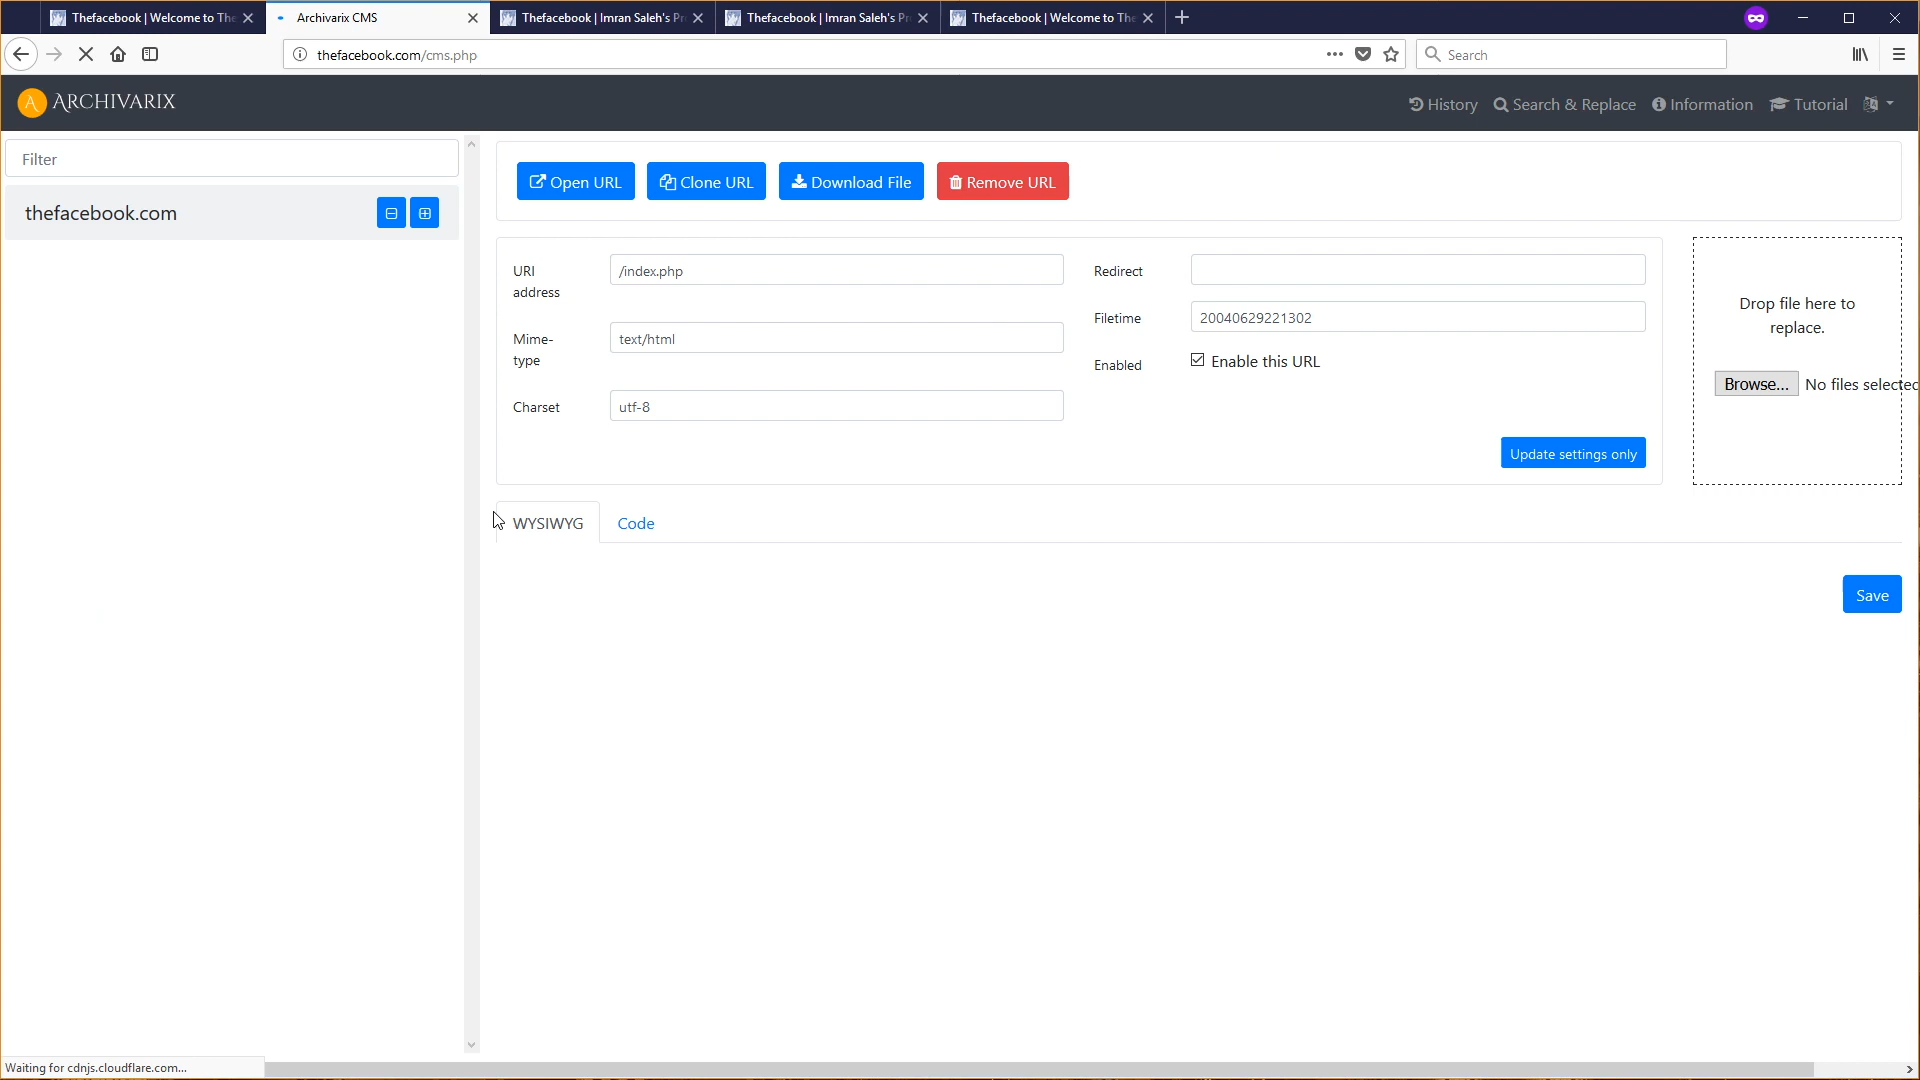 Thefacebook | Welcome to The
Archivarix CMS
Thefacebook | Imran Saleh's Pr
Thefacebook | Imran Saleh's Pr
Thefacebook | Welcome to The
thefacebook.com/cms.php
Search
A ARCHIVARIX
History
Search & Replace
Information
Tutorial
Filter
thefacebook.com
Open URL
Clone URL
Download File
Remove URL
URI
address
/index.php
Redirect
Mime-
type
text/html
Filetime
20040629221302
Enabled
Enable this URL
Charset
utf-8
Update settings only
Drop file here to
replace.
Browse... No files selected
WYSIWYG
Code
Save
Waiting for cdnjs.cloudflare.com...